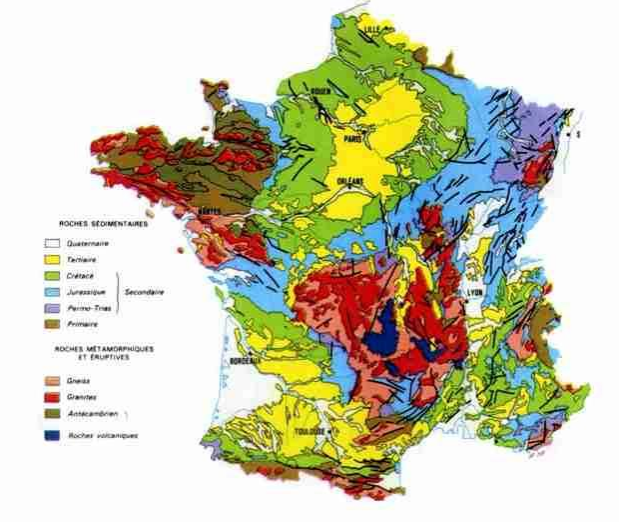 LILLE
ROUEN
PARIS
S
ORLÉANS
NANTES
LYON
BORDEAUX
TOULOUSE
ROCHES SÉDIMENTAIRES
Quaternaire
Tertiaire
Crétacé
Jurassique
Secondaire
Permo-Trias
Primaire
ROCHES MÉTAMORPHIQUES
ET ÉRUPTIVES
Gneiss
Granites
Antécambrien
Roches volcaniques